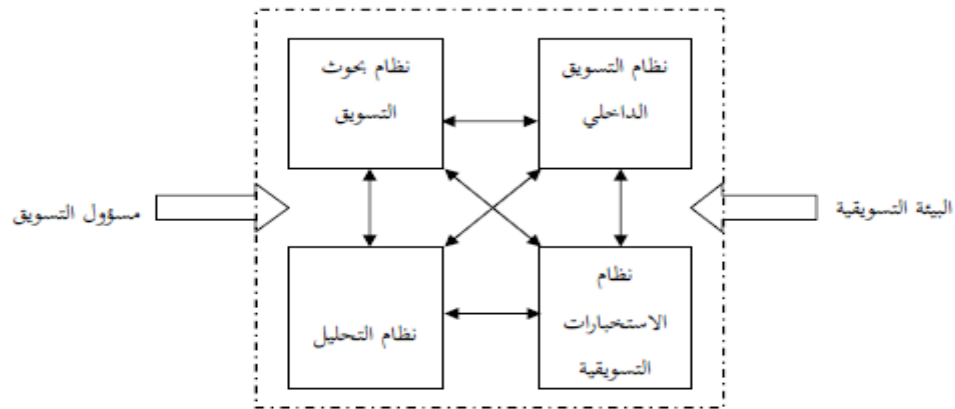 نظام التسويق
الداخلي
نظام بحوث
التسويق
البيئة التسويقية
مسؤول التسويق
نظام
الاستخبارات
التسويقية
نظام التحليل